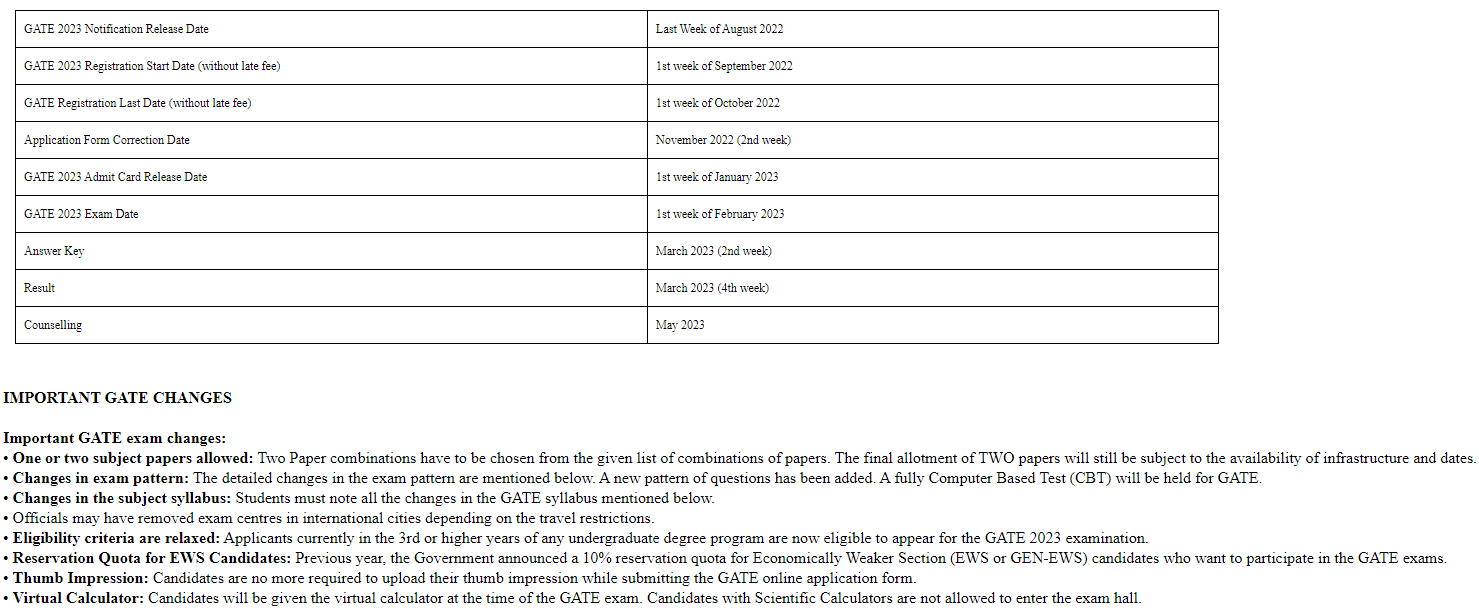 GATE 2023 Notification Release Date Last Week of August 2022
GATE 2023 Registration Start Date (without late fee) 1st week of September 2022
GATE Registration Last Date (without late fee) 1st week of October 2022
Application Form Correction Date November 2022 (2nd week)
GATE 2023 Admit Card Release Date 1st week of January 2023
GATE 2023 Exam Date 1st week of February 2023
Answer Key March 2023 (2nd week)
Result March 2023 (4th week)
Counselling May 2023
IMPORTANT GATE CHANGES
Important GATE exam changes:
• One or two subject papers allowed: Two Paper combinations have to be chosen from the given list of combinations of papers. The final allotment of TWO papers will still be subject to the availability of infrastructure and dates.
• Changes in exam pattern: The detailed changes in the exam pattern are mentioned below. A new pattern of questions has been added. A fully Computer Based Test (CBT) will be held for GATE.
• Changes in the subject syllabus: Students must note all the changes in the GATE syllabus mentioned below.
• Officials may have removed exam centres in international cities depending on the travel restrictions.
• Eligibility criteria are relaxed: Applicants currently in the 3rd or higher years of any undergraduate degree program are now eligible to appear for the GATE 2023 examination.
• Reservation Quota for EWS Candidates: Previous year, the Government announced a 10% reservation quota for Economically Weaker Section (EWS or GEN-EWS) candidates who want to participate in the GATE exams.
• Thumb Impression: Candidates are no more required to upload their thumb impression while submitting the GATE online application form.
• Virtual Calculator: Candidates will be given the virtual calculator at the time of the GATE exam. Candidates with Scientific Calculators are not allowed to enter the exam hall.